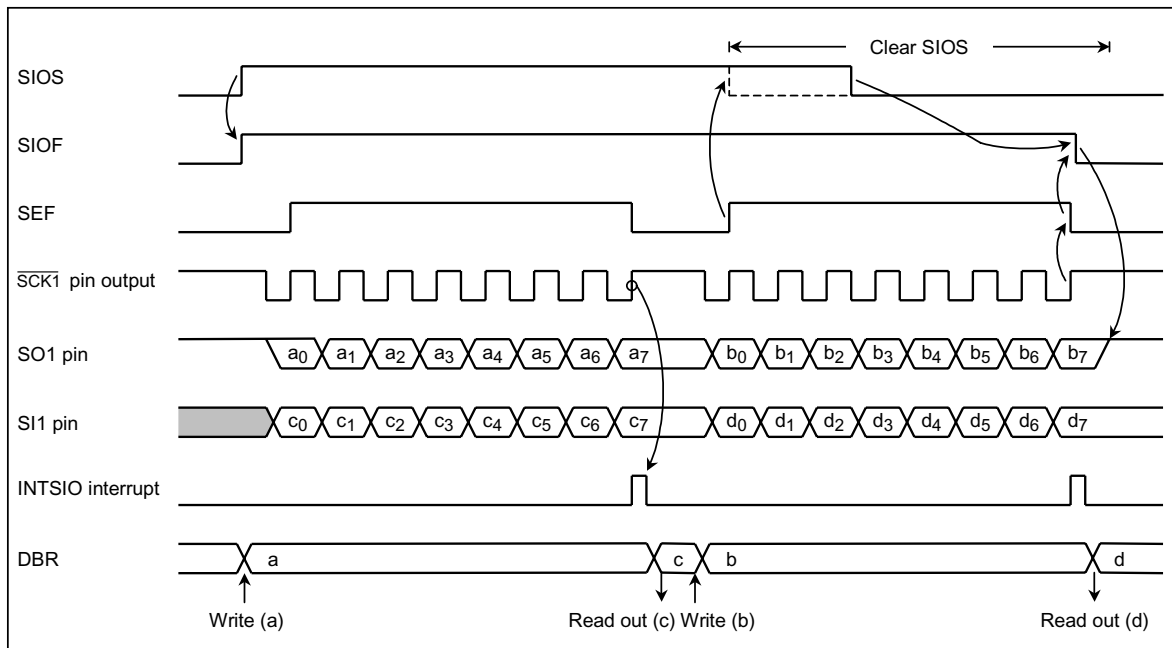 Clear SIOS
SIOS
SIOF
SEF
SCK1 pin output
SO1 pin a0 a1 a2 a3 a4 a5 a6 a7 b0 b1 b2 b3 b4 b5 b6 b7
SI1 pin c0 c1 c2 c3 c4 c5 c6 c7 d0 d1 d2 d3 d4 d5 d6 d7
INTSIO interrupt
DBR a c b d
Write (a) Read out (c) Write (b) Read out (d)